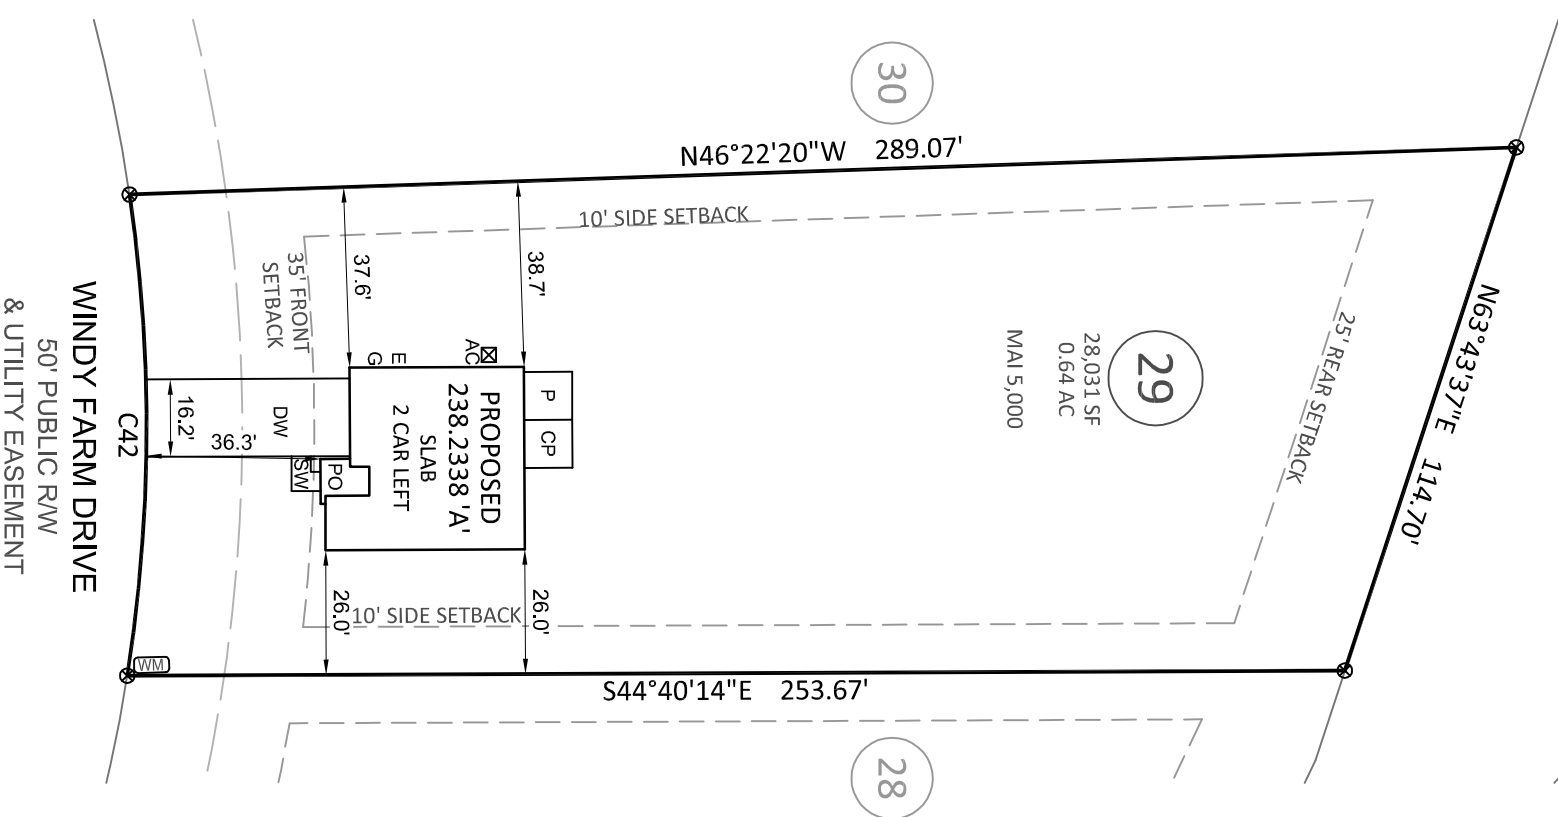 30
N46°22'20"W 289.07'
10' SIDE SETBACK
38.7'
37.6'
35' FRONT
SETBACK
N63°43'37"E 114.70'
25' REAR SETBACK
29
28,031 SF
0.64 AC
MAI 5,000
AC
E
G
P
CP
PROPOSED
238.2338 'A'
SLAB
2 CAR LEFT
DW
16.2'
36.3'
SW
PO
C42
WINDY FARM DRIVE
50' PUBLIC R/W
& UTILITY EASEMENT
26.0'
10' SIDE SETBACK
26.0'
WM
S44°40'14"E 253.67'
28